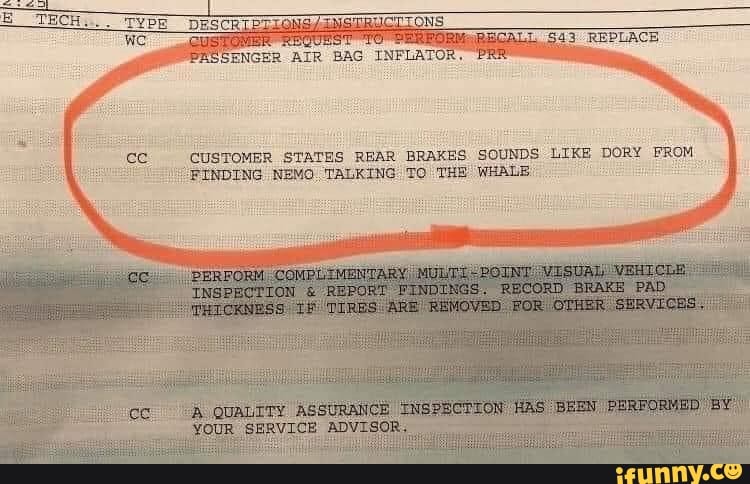 2:25
E TECH... TYPE DESCRIPTIONS/INSTRUCTIONS
WC CUSTOMER REQUEST TO PERFORM RECALL S43 REPLACE
PASSENGER AIR BAG INFLATOR. PRR
CC CUSTOMER STATES REAR BRAKES SOUNDS LIKE DORY FROM
FINDING NEMO TALKING TO THE WHALE
CC PERFORM COMPLIMENTARY MULTI-POINT VISUAL VEHICLE
INSPECTION & REPORT FINDINGS. RECORD BRAKE PAD
THICKNESS IF TIRES ARE REMOVED FOR OTHER SERVICES.
CC A QUALITY ASSURANCE INSPECTION HAS BEEN PERFORMED BY
YOUR SERVICE ADVISOR.
ifunny.co